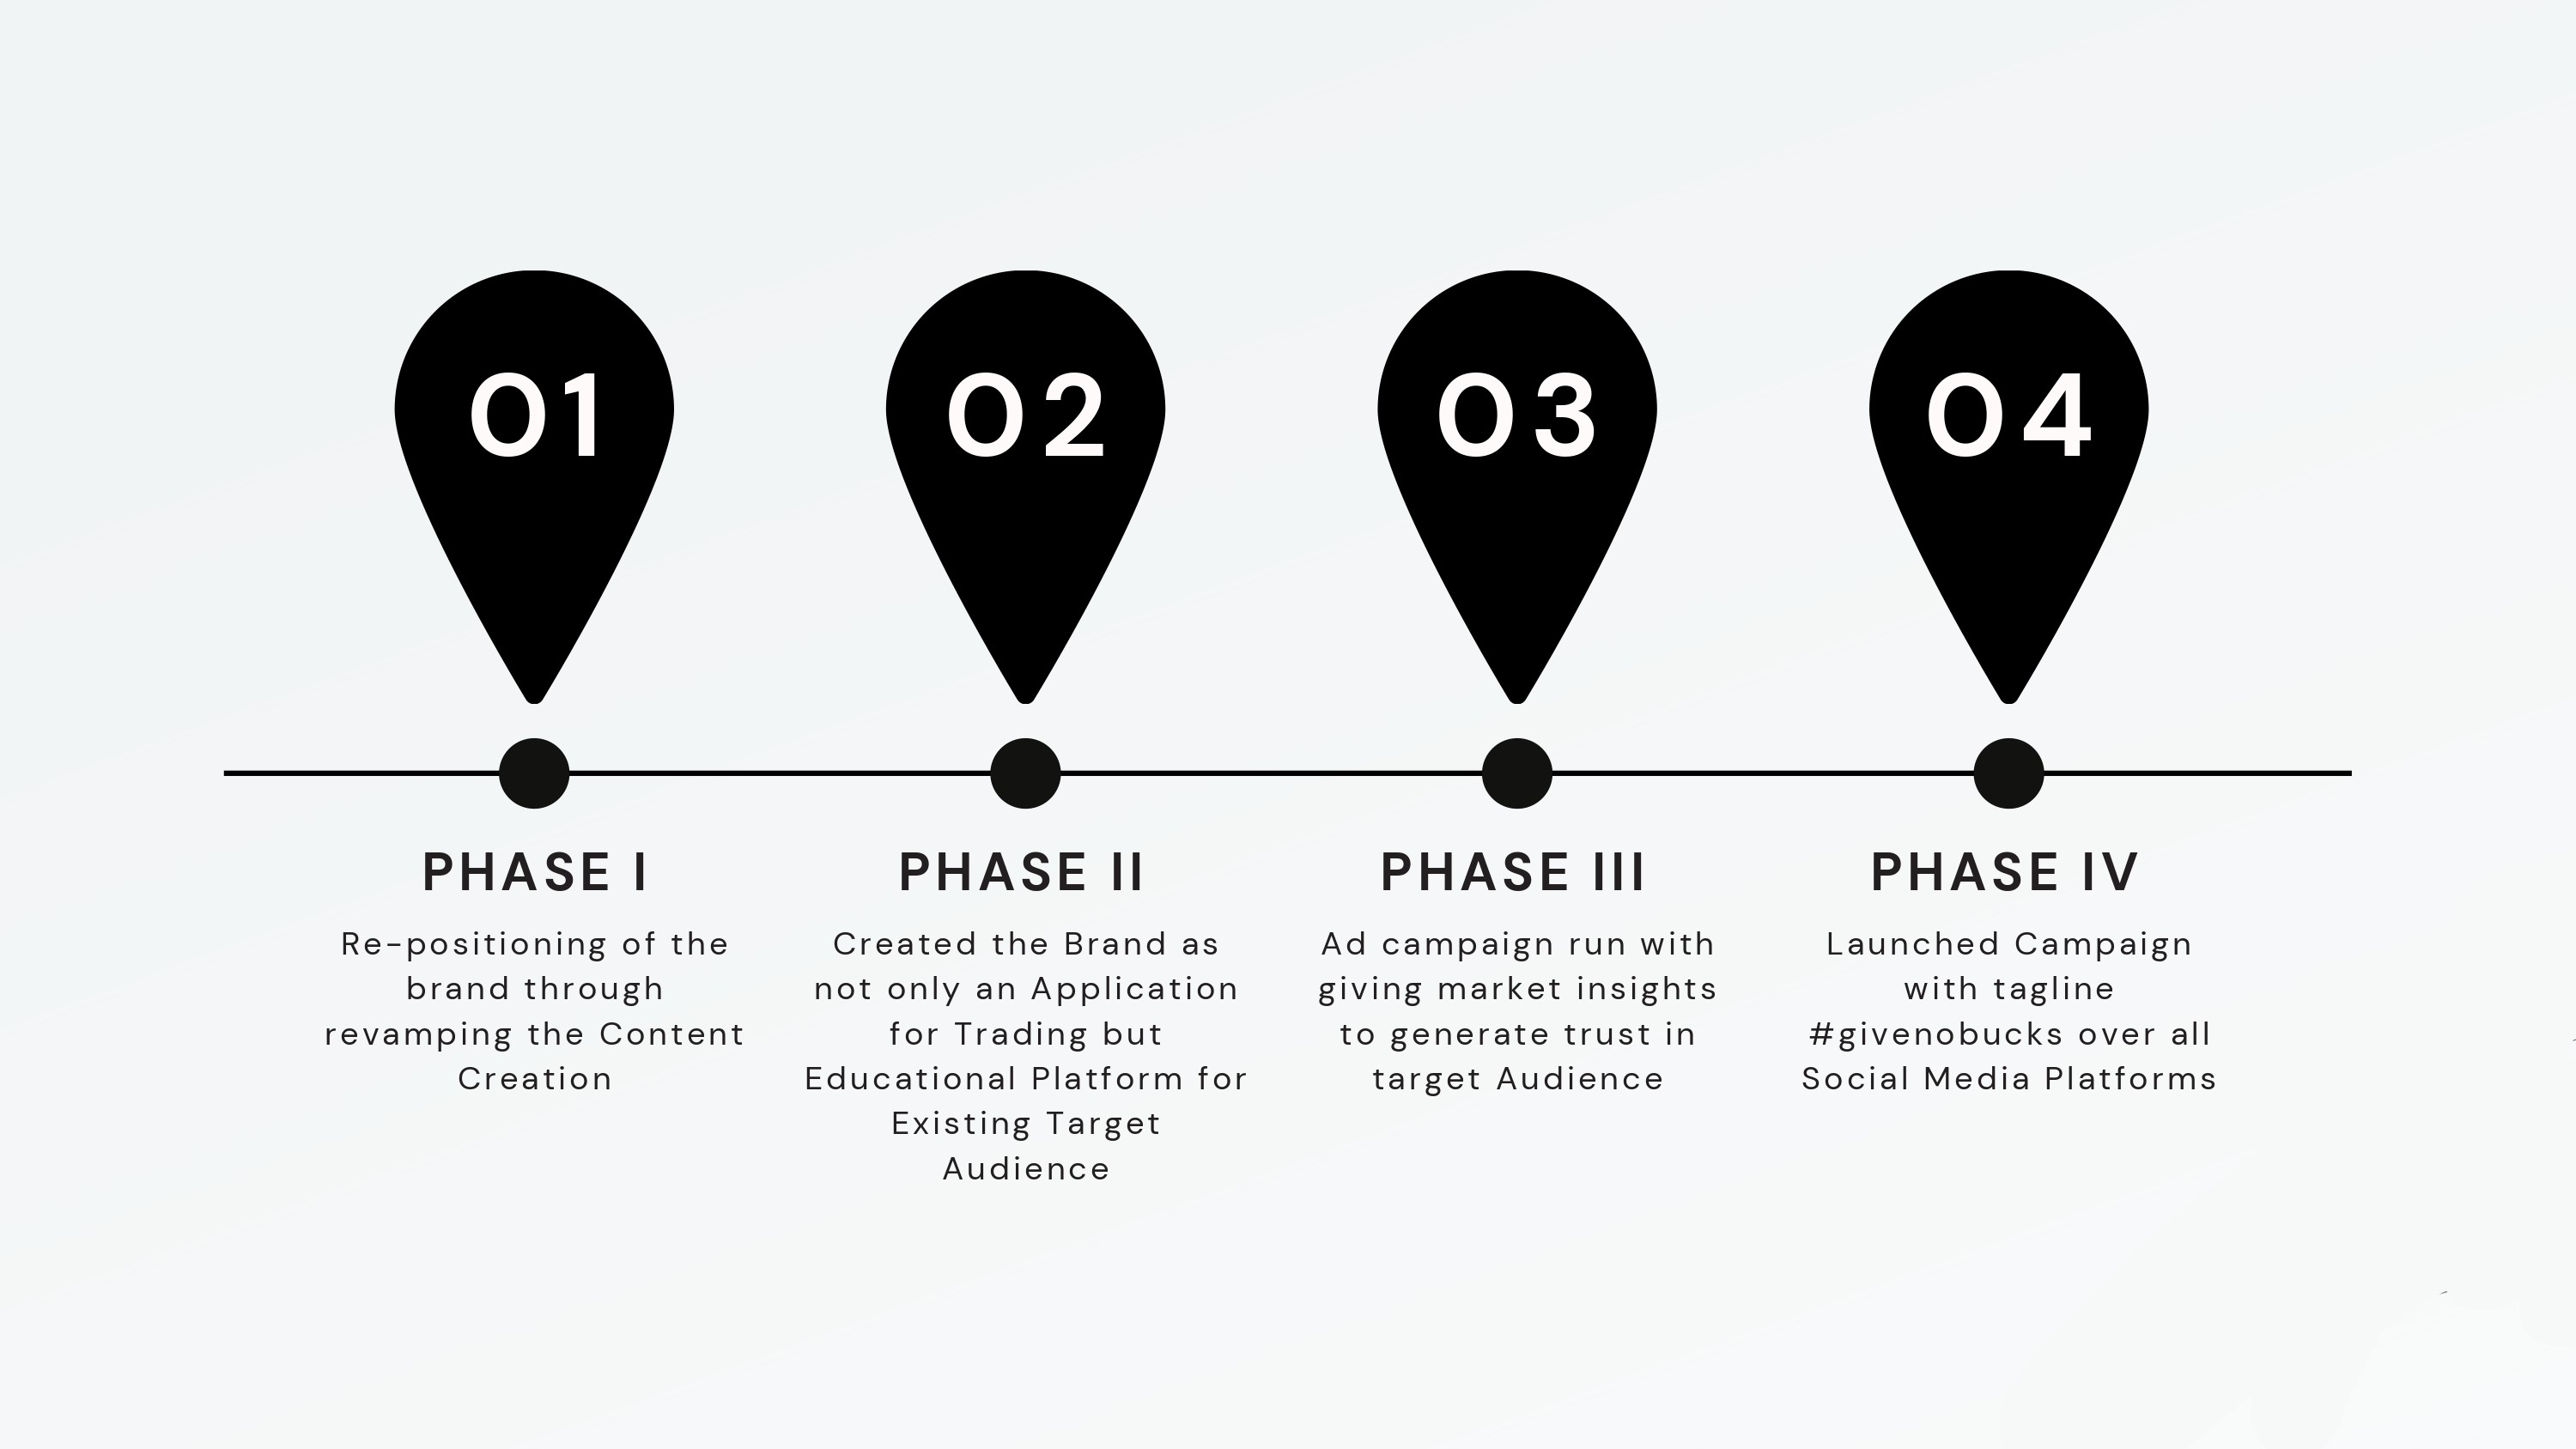 01
02
03
04
PHASE I
Re-positioning of the
brand through
revamping the Content
Creation
PHASE II
Created the Brand as
not only an Application
for Trading but
Educational Platform for
Existing Target
Audience
PHASE III
Ad campaign run with
giving market insights
to generate trust in
target Audience
PHASE IV
Launched Campaign
with tagline
#givenobucks over all
Social Media Platforms